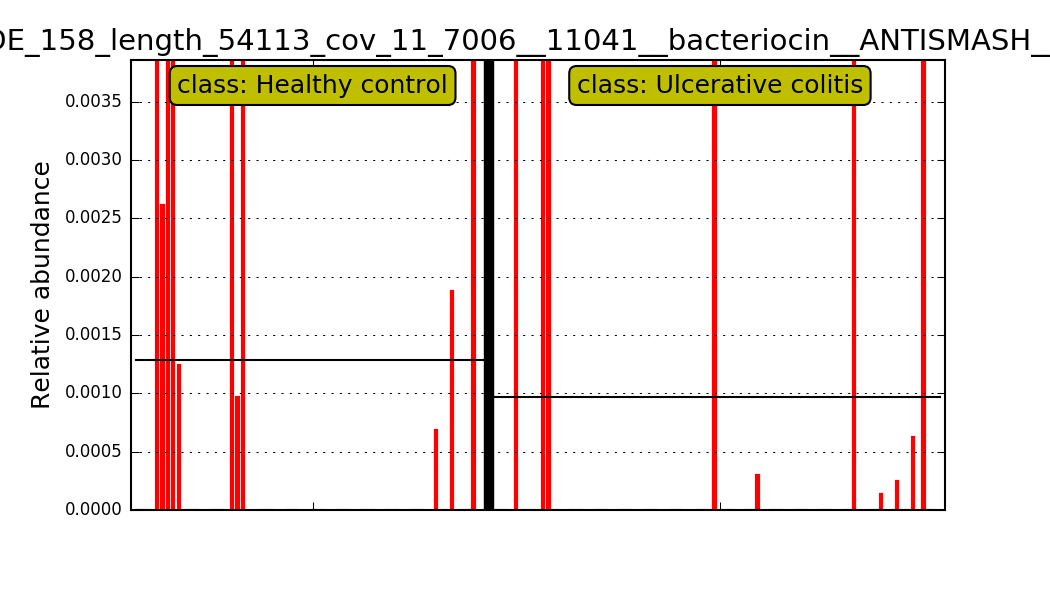 DE_158_length_54113_cov_11_7006__11041__bacteriocin__ANTISMASH__
class: Healthy control
class: Ulcerative colitis
Relative abundance
0.0035
0.0030
0.0025
0.0020
0.0015
0.0010
0.0005
0.0000